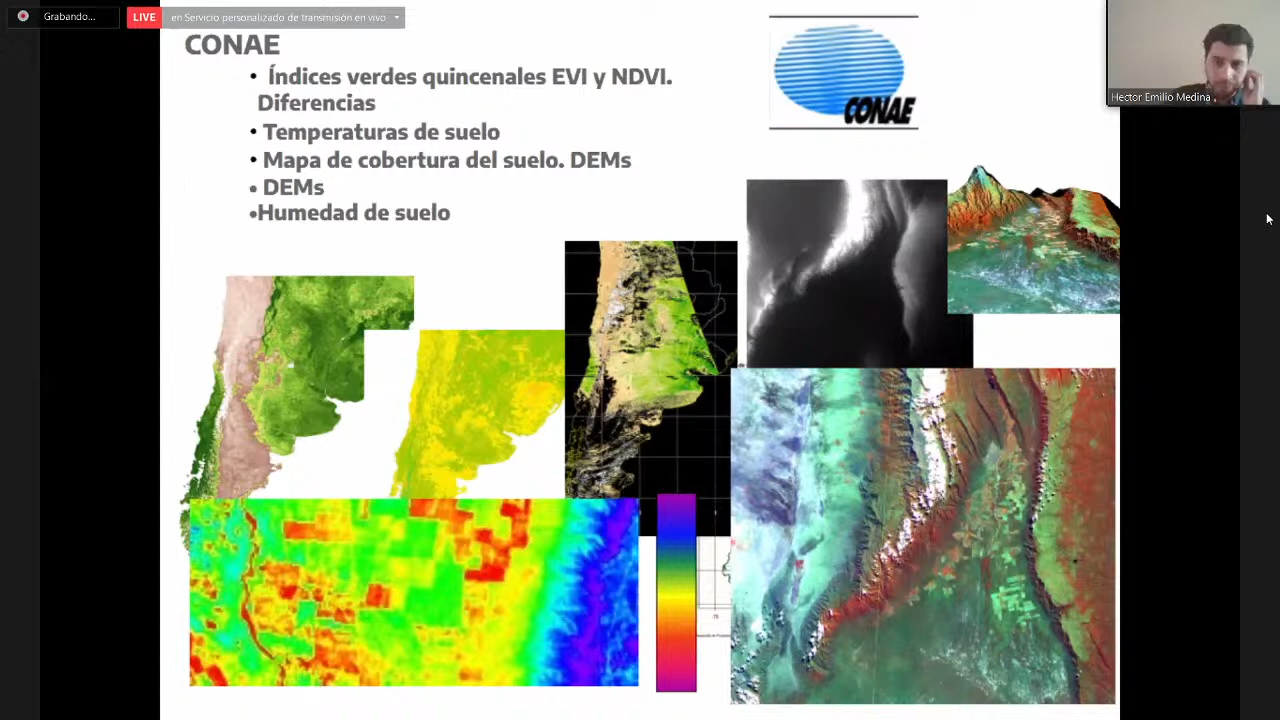 Grabando...
LIVE
en Servicio personalizado de transmisión en vivo
CONAE
• Índices verdes quincenales EVI y NDVI.
Diferencias
• Temperaturas de suelo
• Mapa de cobertura del suelo. DEMs
• DEMs
•Humedad de suelo
CONAE
Hector Emilio Medina